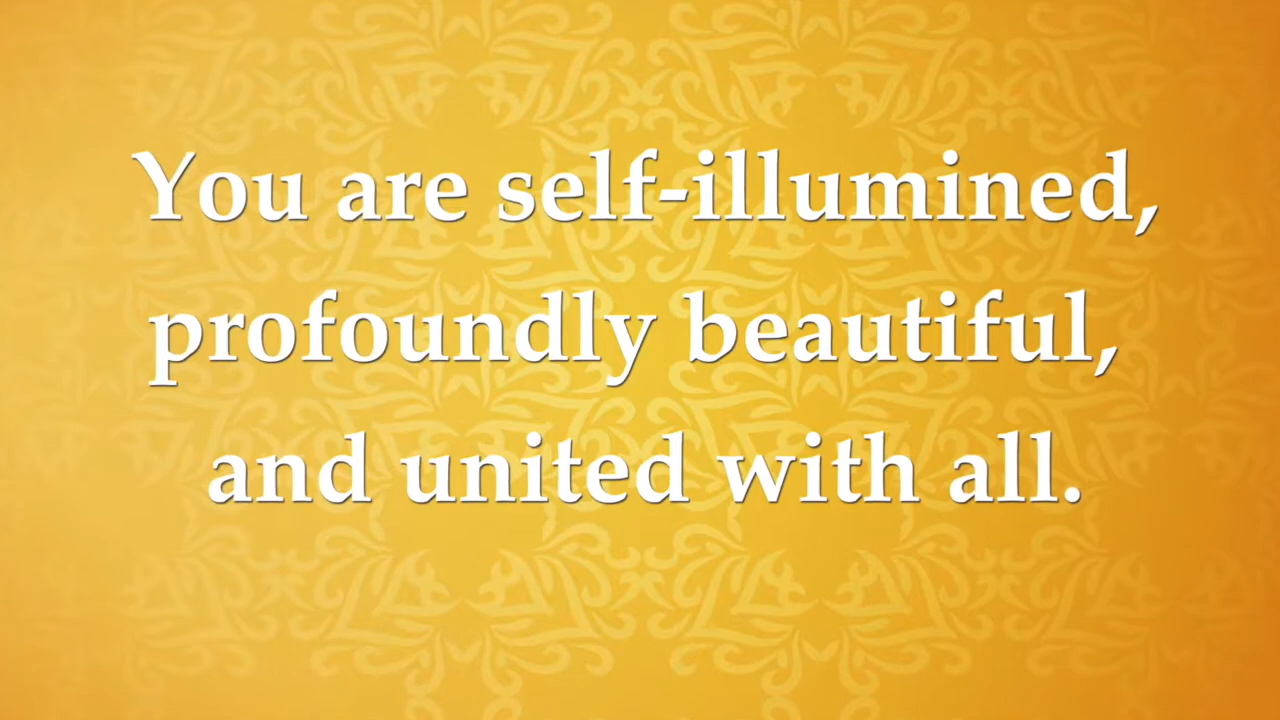 You are self-illumined,
profoundly beautiful,
and united with all.